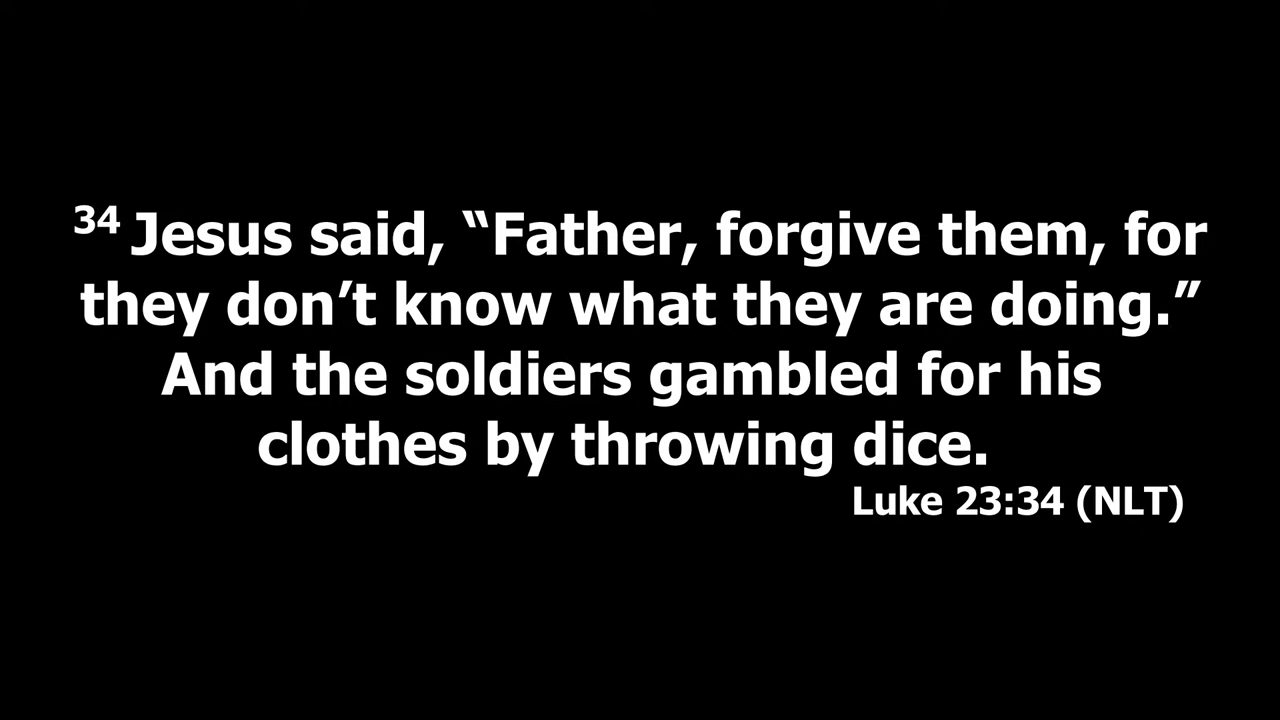 34 Jesus said, “Father, forgive them, for
they don’t know what they are doing.”
And the soldiers gambled for his
clothes by throwing dice.
Luke 23:34 (NLT)